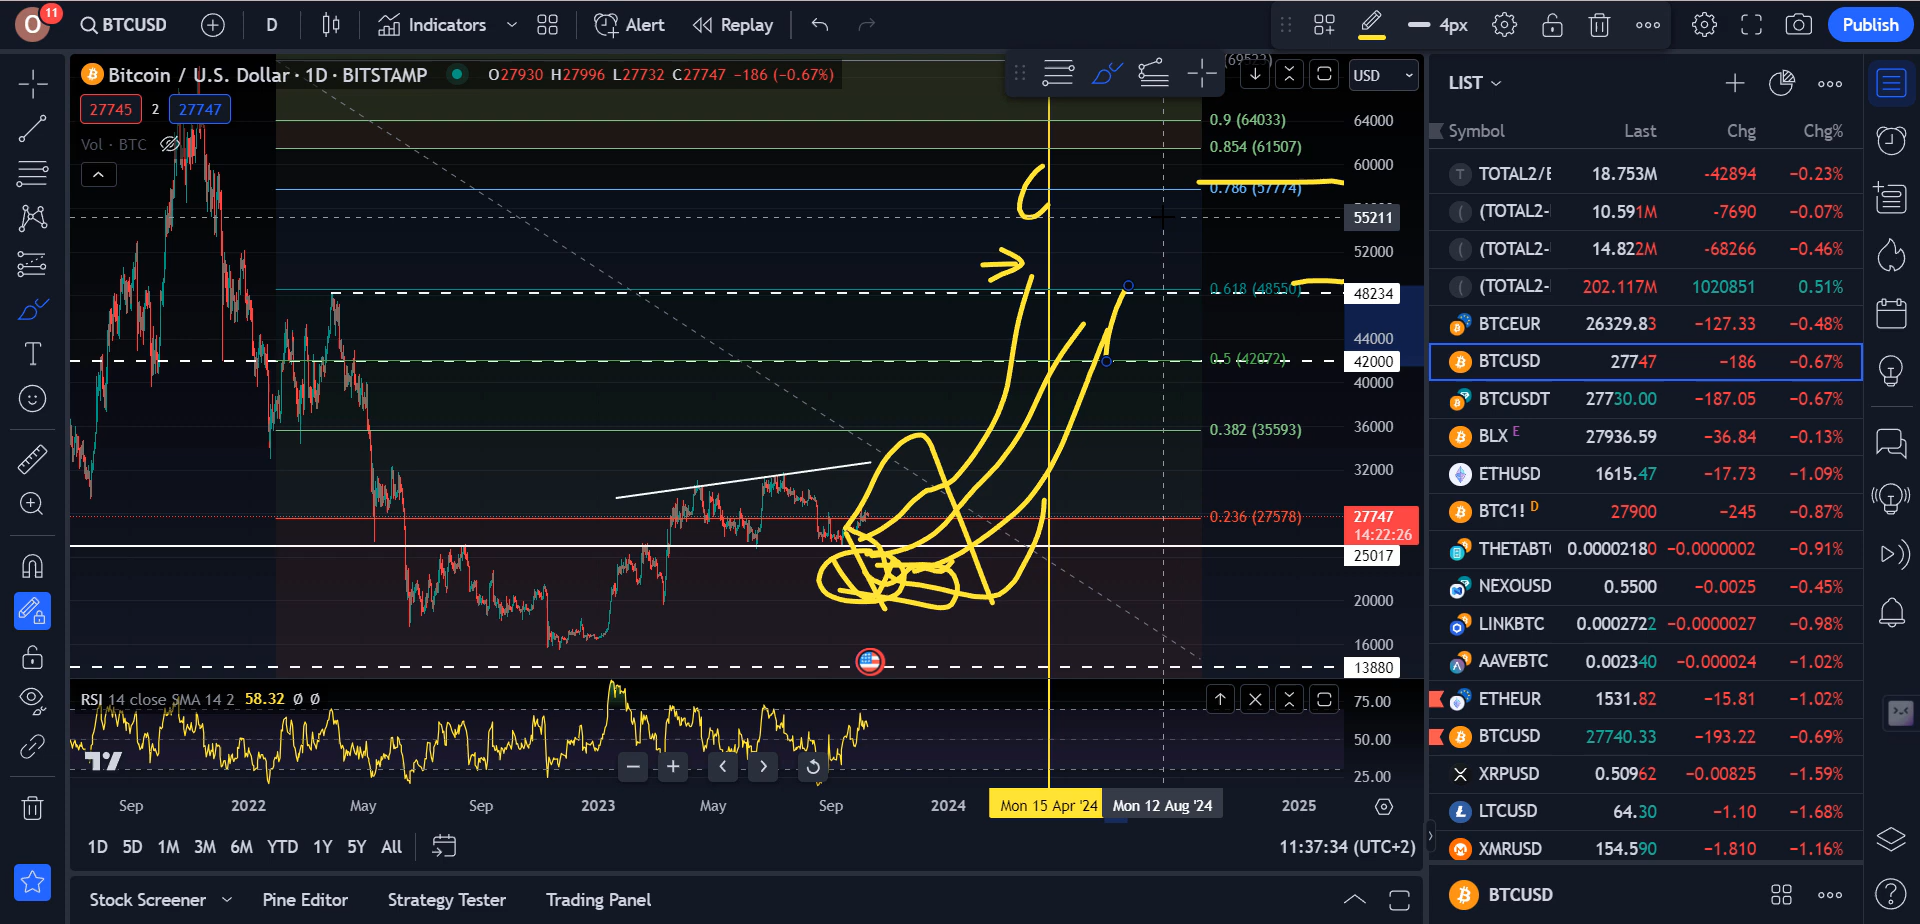 O 11 BTCUSD D Indicators Alert Replay 4px Publish
Bitcoin / U.S. Dollar · 1D · BITSTAMP O27930 H27996 L27732 C27747 −186 (−0.67%) USD
27745 2 27747
Vol · BTC
0.9 (64033)
0.854 (61507)
0.786 (57774)
0.618 (48550)
0.5 (42072)
0.382 (35593)
0.236 (27578)
64000
60000
55211
52000
48234
44000
42000
40000
36000
32000
27747
14:22:26
25017
20000
16000
13880
RSI 14 close SMA 14 2 58.32 Ø Ø
75.00
50.00
25.00
Sep 2022 May Sep 2023 May Sep 2024 Mon 15 Apr '24 Mon 12 Aug '24 2025
1D 5D 1M 3M 6M YTD 1Y 5Y All 11:37:34 (UTC+2)
Stock Screener Pine Editor Strategy Tester Trading Panel
LIST
Symbol Last Chg Chg%
TOTAL2/E 18.753M −42894 −0.23%
(TOTAL2- 10.591M −7690 −0.07%
(TOTAL2- 14.822M −68266 −0.46%
(TOTAL2- 202.117M 1020851 0.51%
BTCEUR 26329.83 −127.33 −0.48%
BTCUSD 27747 −186 −0.67%
BTCUSDT 27730.00 −187.05 −0.67%
BLX E 27936.59 −36.84 −0.13%
ETHUSD 1615.47 −17.73 −1.09%
BTC1! D 27900 −245 −0.87%
THETABT 0.00002180 −0.0000002 −0.91%
NEXOUSD 0.5500 −0.0025 −0.45%
LINKBTC 0.0002722 −0.0000027 −0.98%
AAVEBTC 0.002340 −0.000024 −1.02%
ETHEUR 1531.82 −15.81 −1.02%
BTCUSD 27740.33 −193.22 −0.69%
XRPUSD 0.50962 −0.00825 −1.59%
LTCUSD 64.30 −1.10 −1.68%
XMRUSD 154.590 −1.810 −1.16%
BTCUSD